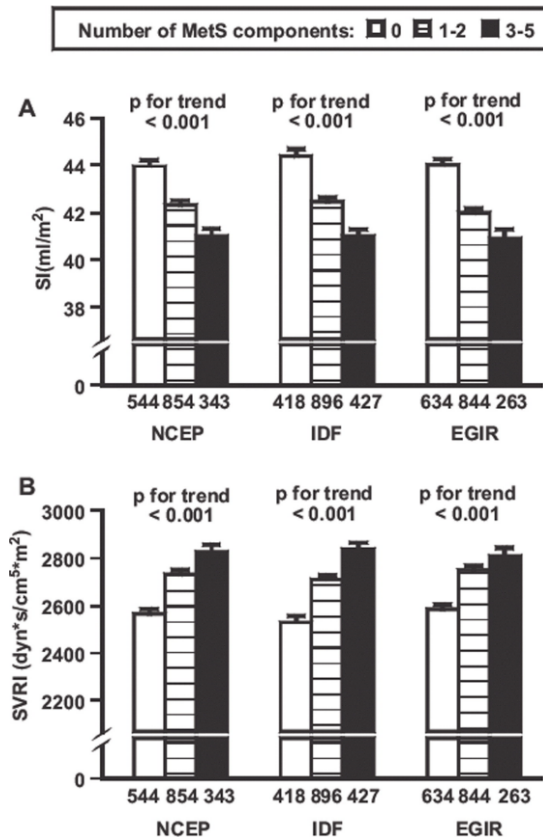 Number of MetS components: 0 1-2 3-5
A
p for trend < 0.001
p for trend < 0.001
p for trend < 0.001
SI(ml/m²)
46
44
42
40
38
0
544 854 343
418 896 427
634 844 263
NCEP
IDF
EGIR
B
p for trend < 0.001
p for trend < 0.001
p for trend < 0.001
SVRI (dyn*s/cm⁵*m²)
3000
2800
2600
2400
2200
0
544 854 343
418 896 427
634 844 263
NCEP
IDF
EGIR